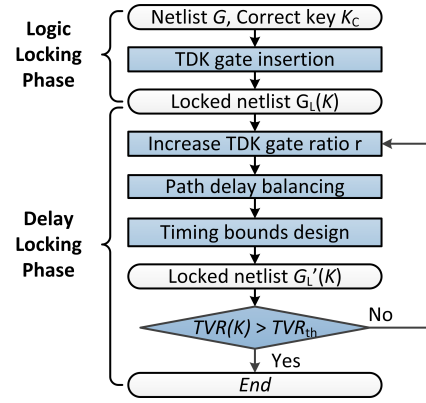 Logic
Locking
Phase
Netlist G, Correct key K_C
TDK gate insertion
Locked netlist G_L(K)
Delay
Locking
Phase
Increase TDK gate ratio r
Path delay balancing
Timing bounds design
Locked netlist G_L'(K)
TVR(K) > TVR_th
No
Yes
End